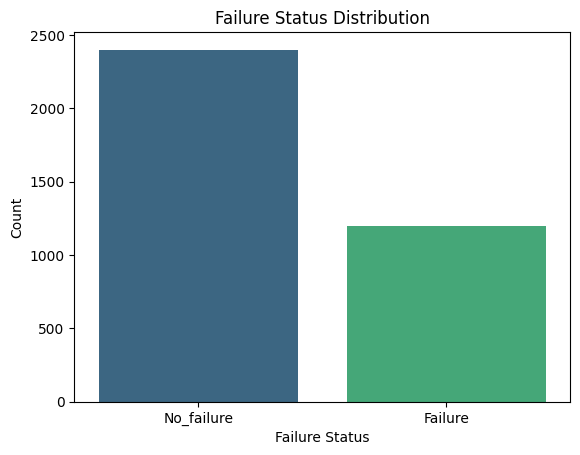 Failure Status Distribution
2500
2000
1500
1000
500
0
Count
No_failure
Failure
Failure Status